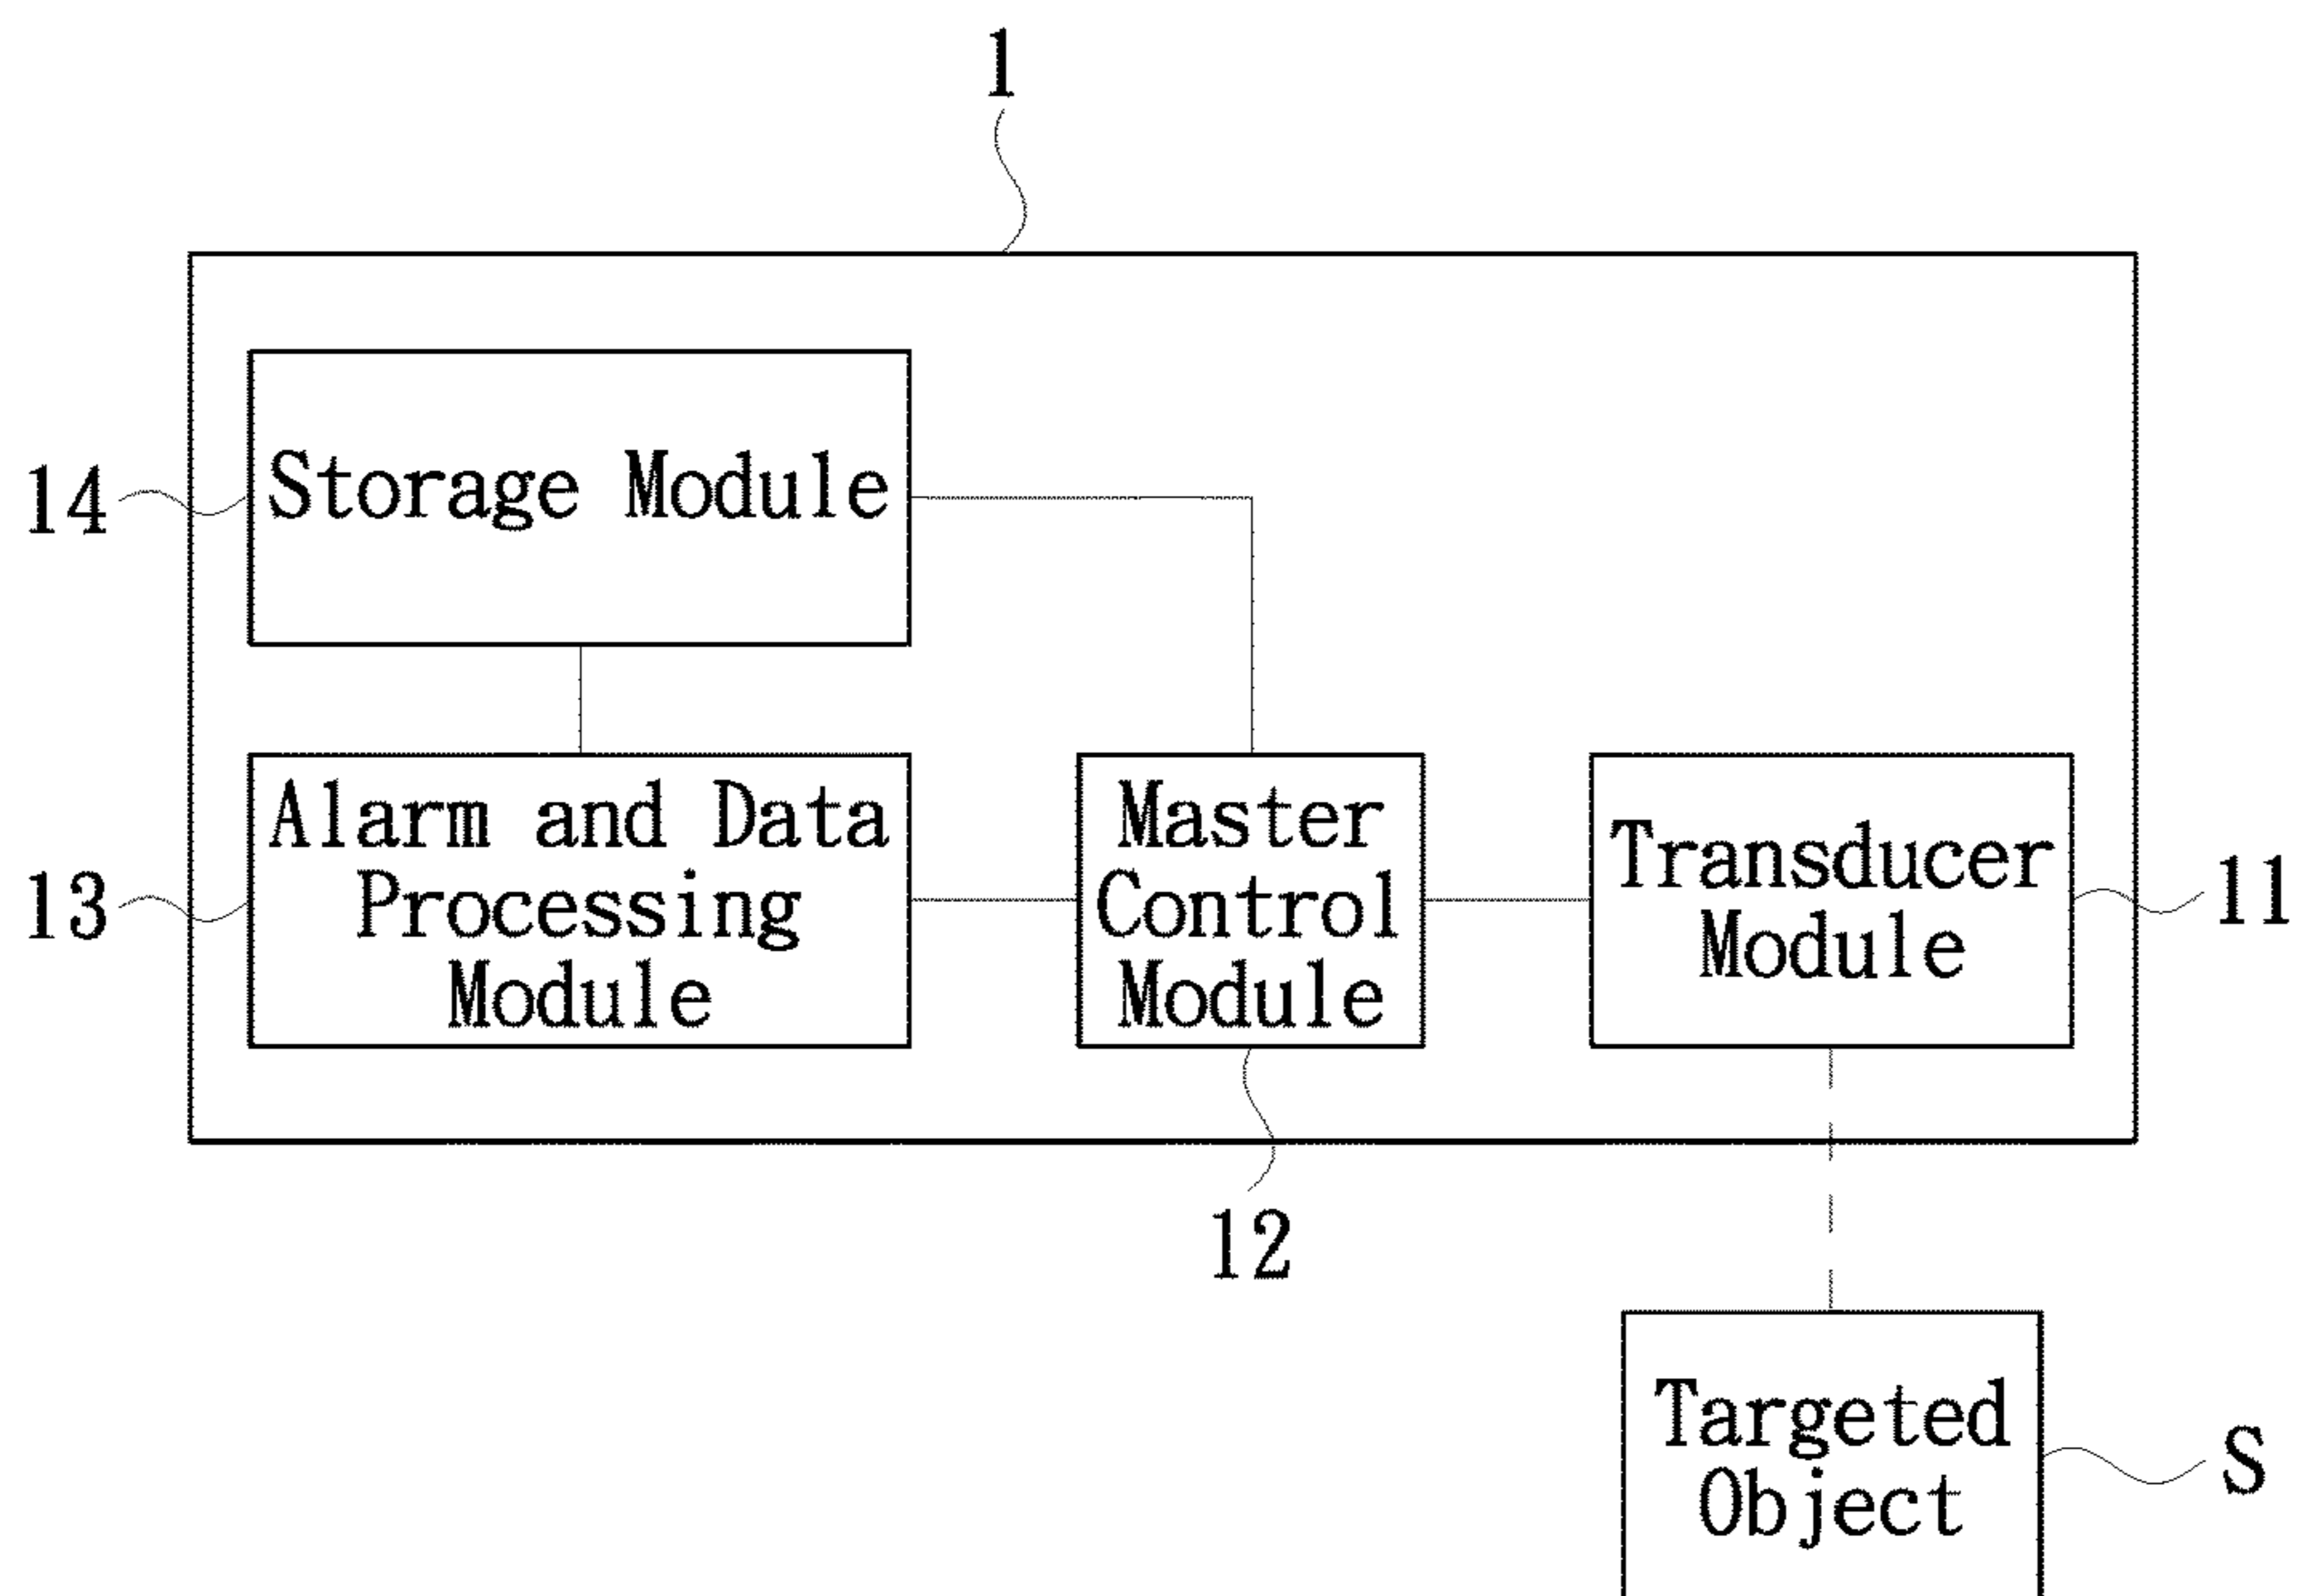 1
Storage Module
14
Alarm and Data
Processing
Module
13
Master
Control
Module
12
Transducer
Module
11
Targeted
Object
S